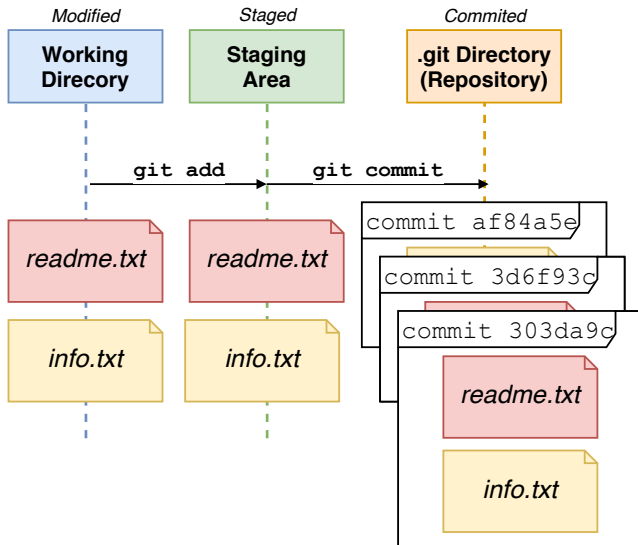 Modified
Staged
Commited
Working
Direcory
Staging
Area
.git Directory
(Repository)
git add
git commit
readme.txt
readme.txt
commit af84a5e
commit 3d6f93c
commit 303da9c
info.txt
info.txt
readme.txt
info.txt